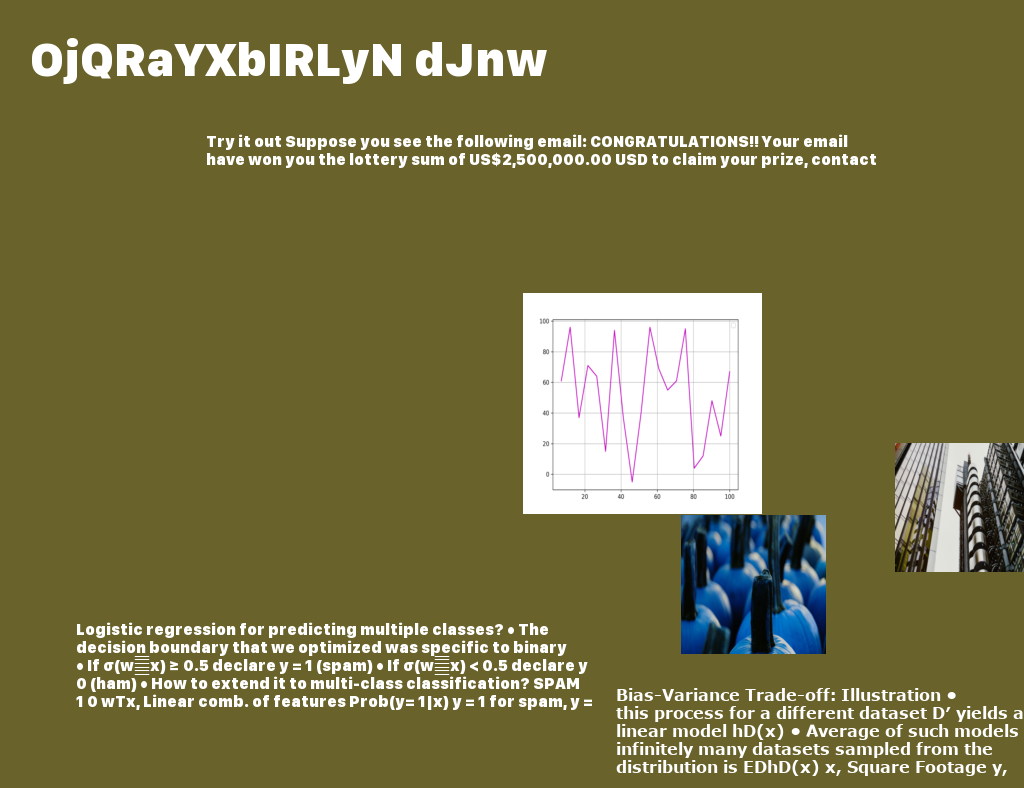 OjQRaYXbIRLyN dJnw
Try it out Suppose you see the following email: CONGRATULATIONS!! Your email
have won you the lottery sum of US$2,500,000.00 USD to claim your prize, contact
100
80
60
40
20
0
20 40 60 80 100
Logistic regression for predicting multiple classes? • The
decision boundary that we optimized was specific to binary
• If σ(w x) ≥ 0.5 declare y = 1 (spam) • If σ(w x) < 0.5 declare y
0 (ham) • How to extend it to multi-class classification? SPAM
1 0 wTx, Linear comb. of features Prob(y= 1|x) y = 1 for spam, y =
Bias-Variance Trade-off: Illustration •
this process for a different dataset D’ yields a
linear model hD(x) • Average of such models
infinitely many datasets sampled from the
distribution is EDhD(x) x, Square Footage y,